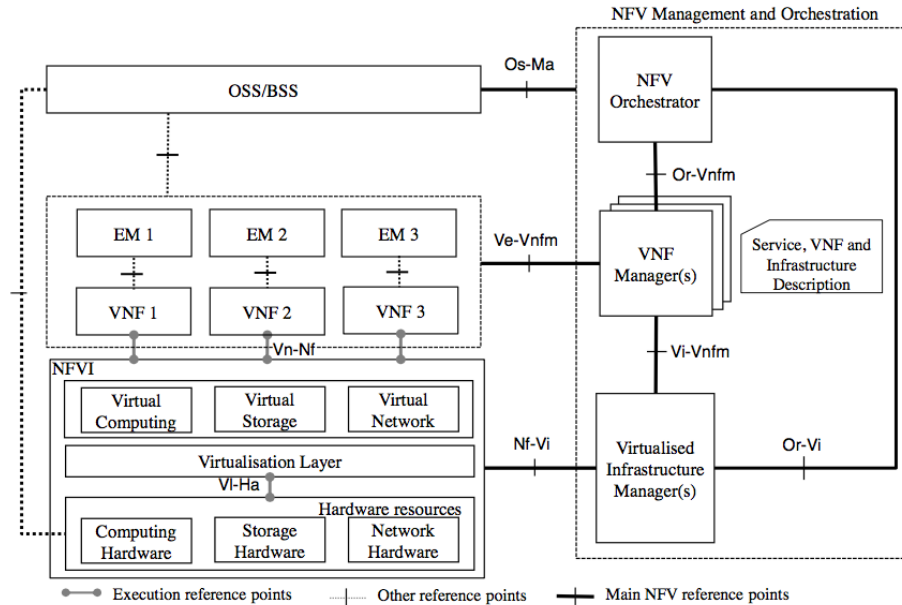 NFV Management and Orchestration
Os-Ma
OSS/BSS
NFV
Orchestrator
Or-Vnfm
EM 1
EM 2
EM 3
Ve-Vnfm
VNF
Manager(s)
Service, VNF and
Infrastructure
Description
VNF 1
VNF 2
VNF 3
Vn-Nf
Vi-Vnfm
NFVI
Virtual
Computing
Virtual
Storage
Virtual
Network
Virtualisation Layer
Nf-Vi
Virtualised
Infrastructure
Manager(s)
Or-Vi
Vl-Ha
Hardware resources
Computing
Hardware
Storage
Hardware
Network
Hardware
Execution reference points
Other reference points
Main NFV reference points